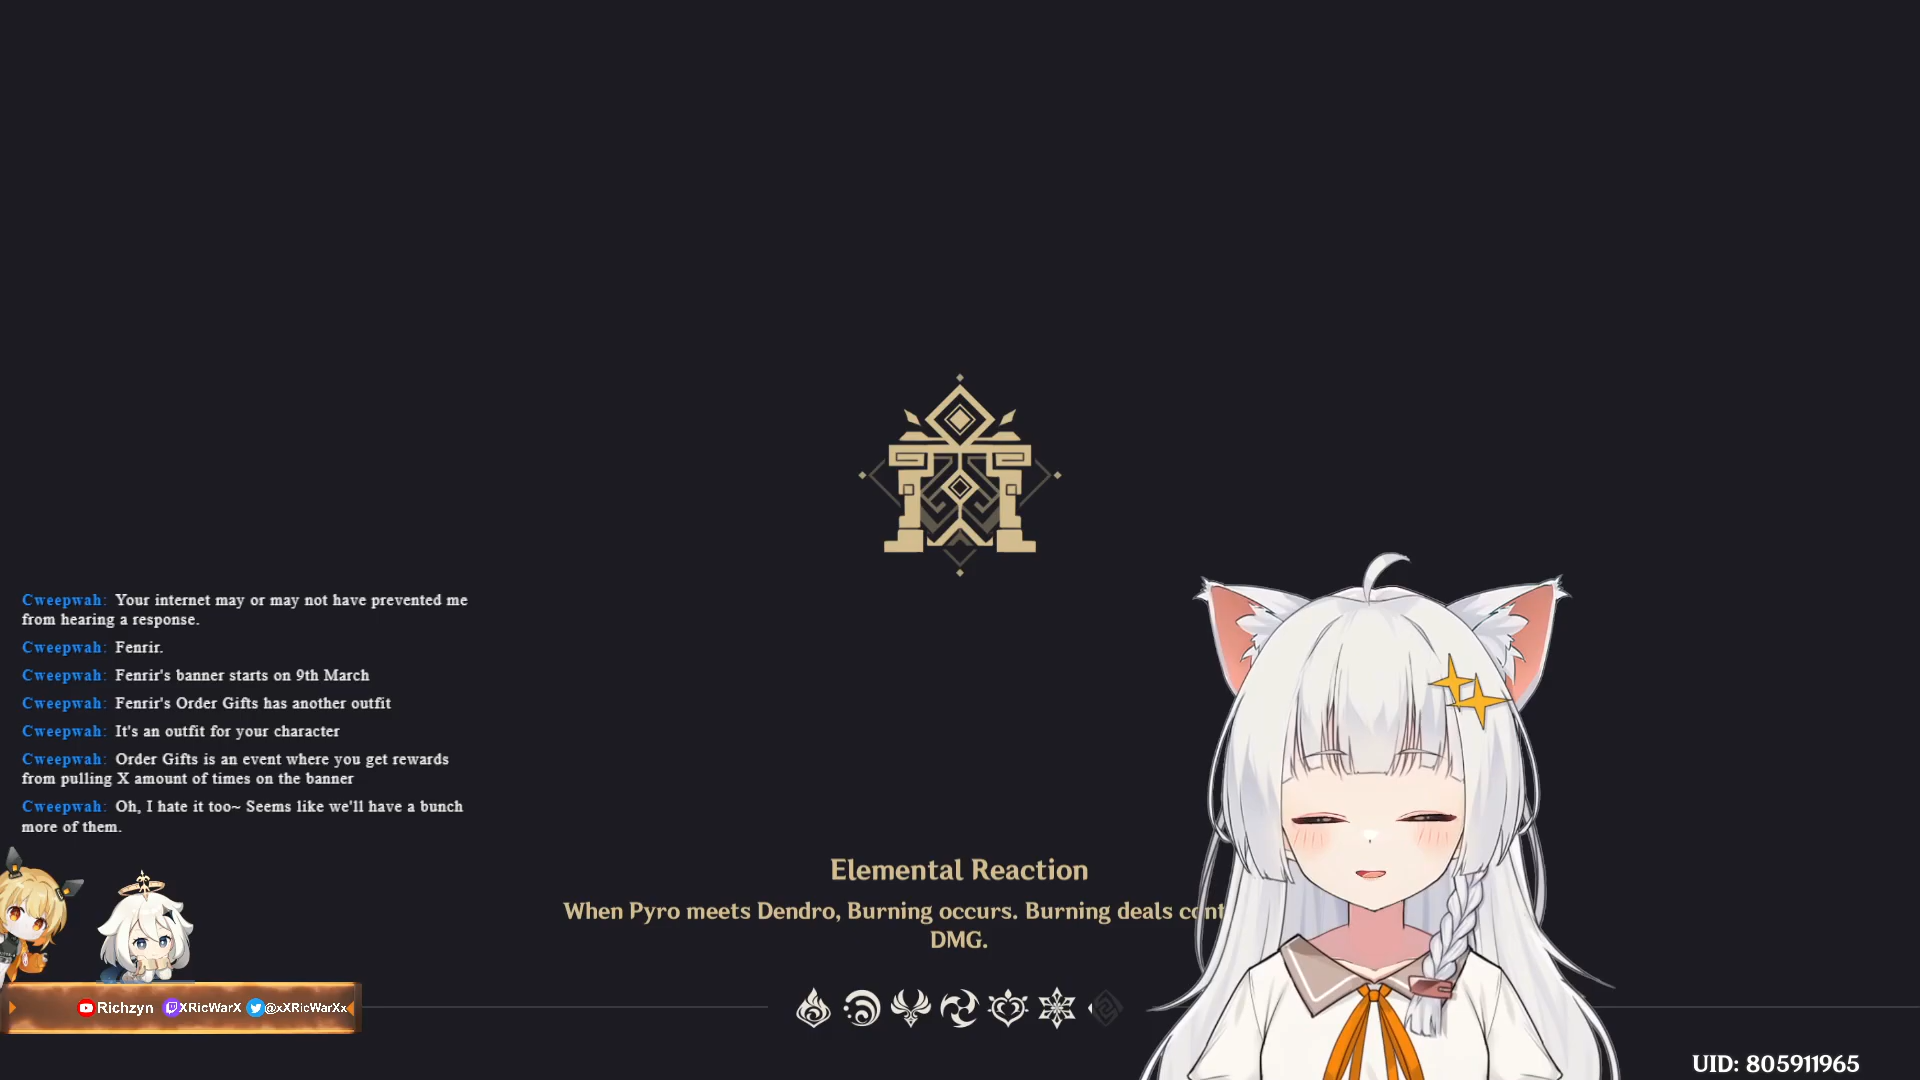 Cweepwah: Your internet may or may not have prevented me
from hearing a response.
Cweepwah: Fenrir.
Cweepwah: Fenrir's banner starts on 9th March
Cweepwah: Fenrir's Order Gifts has another outfit
Cweepwah: It's an outfit for your character
Cweepwah: Order Gifts is an event where you get rewards
from pulling X amount of times on the banner
Cweepwah: Oh, I hate it too~ Seems like we'll have a bunch
more of them.
Elemental Reaction
When Pyro meets Dendro, Burning occurs. Burning deals cont
DMG.
Richzyn XRicWarX @xXRicWarXx
UID: 805911965